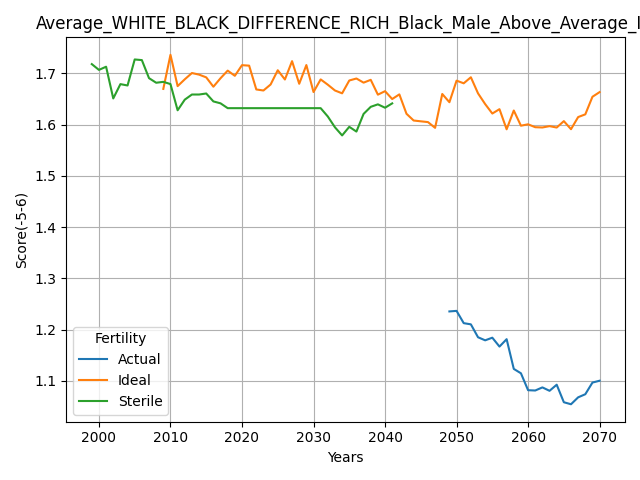 Average_WHITE_BLACK_DIFFERENCE_RICH_Black_Male_Above_Average_I
Score(-5-6)
1.7
1.6
1.5
1.4
1.3
1.2
1.1
Fertility
Actual
Ideal
Sterile
2000 2010 2020 2030 2040 2050 2060 2070
Years